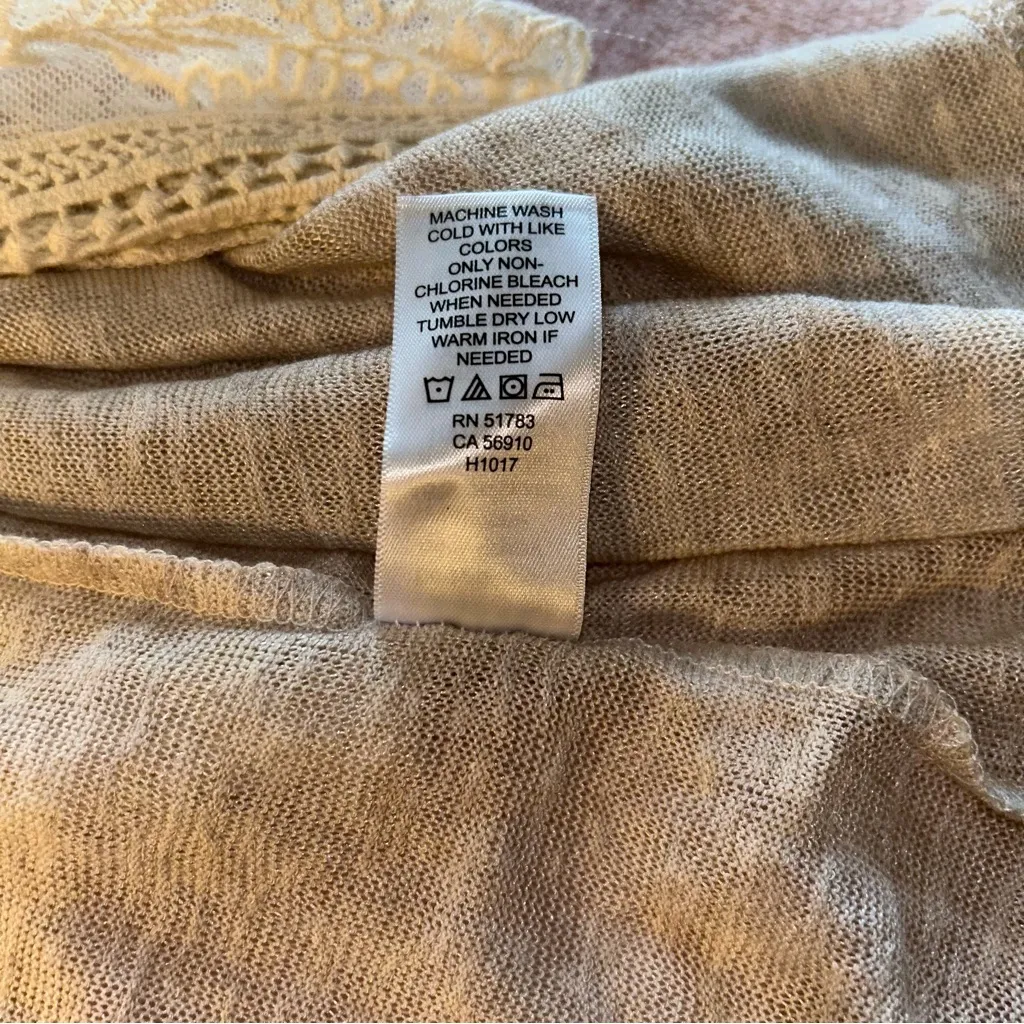 MACHINE WASH
COLD WITH LIKE
COLORS
ONLY NON-
CHLORINE BLEACH
WHEN NEEDED
TUMBLE DRY LOW
WARM IRON IF
NEEDED
RN 51783
CA 56910
H1017